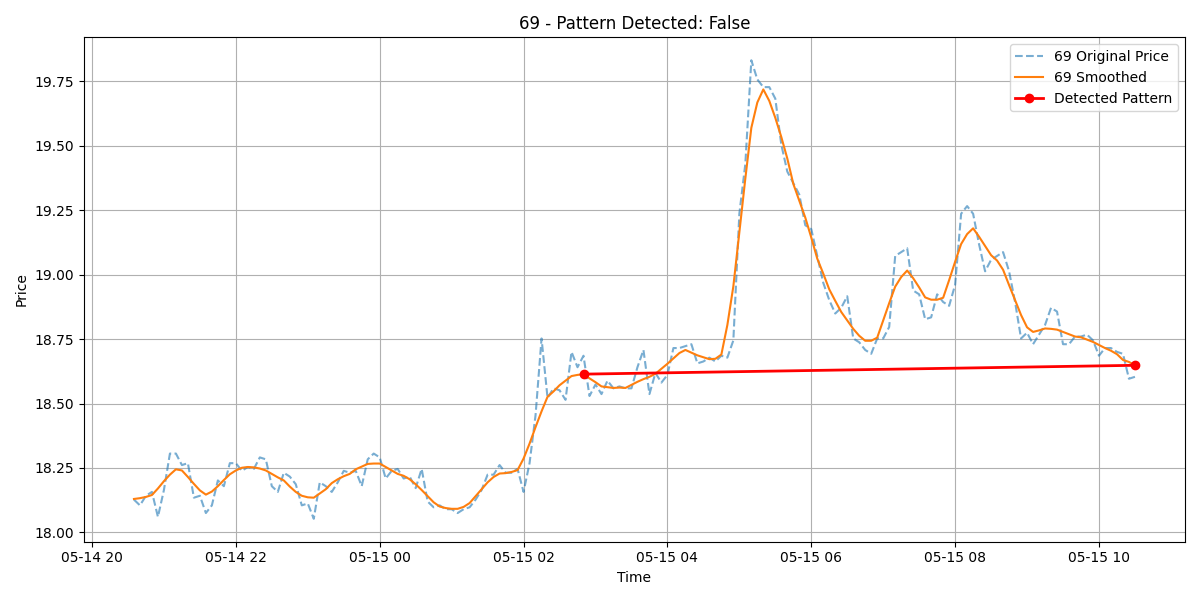 69 - Pattern Detected: False
69 Original Price
69 Smoothed
Detected Pattern
Price
19.75
19.50
19.25
19.00
18.75
18.50
18.25
18.00
05-14 20 05-14 22 05-15 00 05-15 02 05-15 04 05-15 06 05-15 08 05-15 10
Time